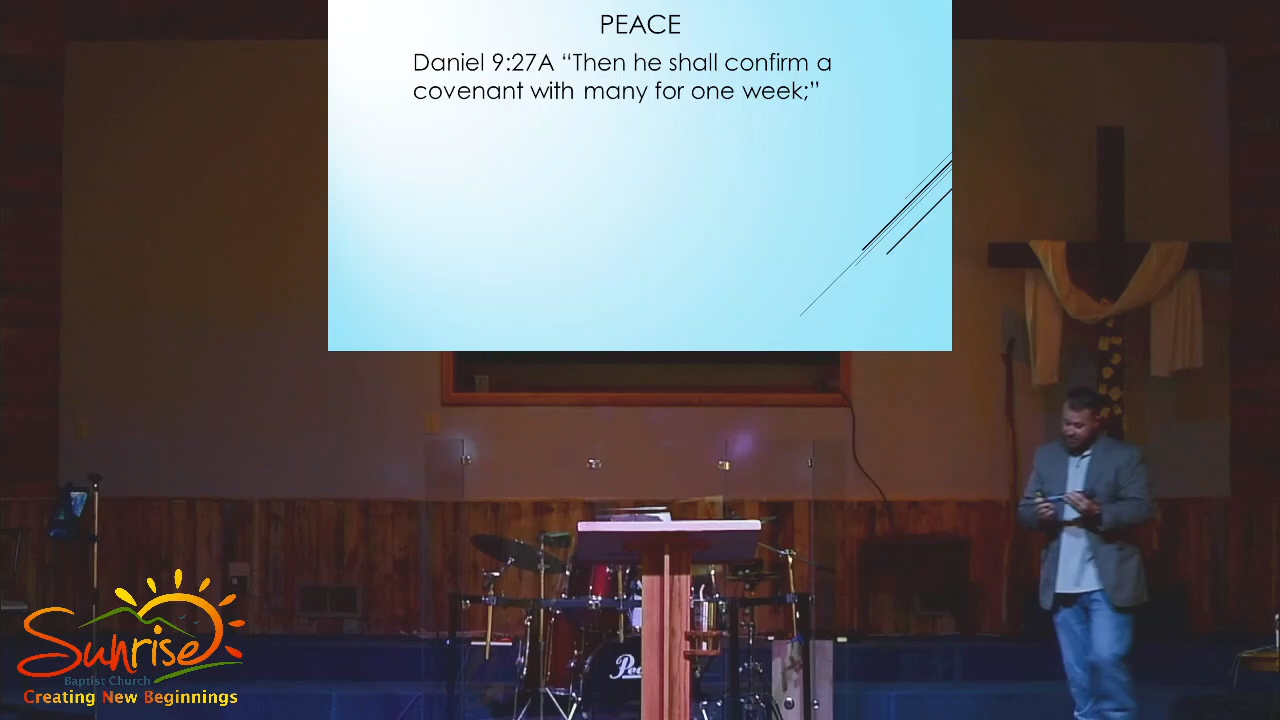 PEACE
Daniel 9:27A “Then he shall confirm a
covenant with many for one week;”
Sunrise
Baptist Church
Creating New Beginnings